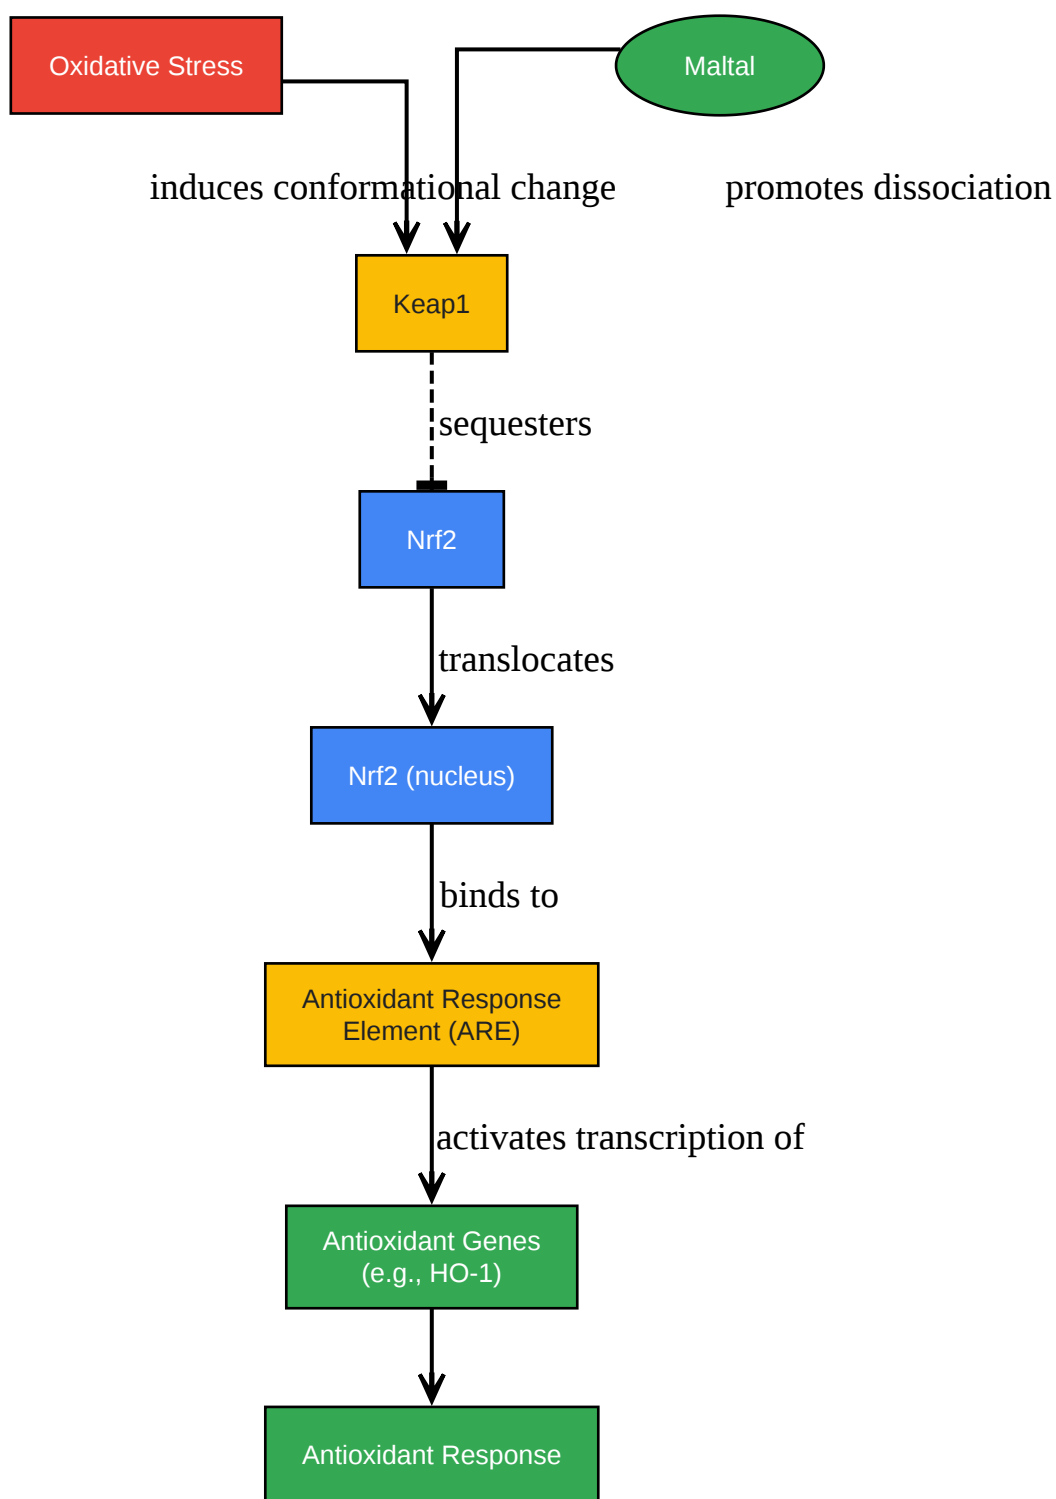 Oxidative Stress
Maltal
induces conformational change
promotes dissociation
Keap1
sequesters
Nrf2
translocates
Nrf2 (nucleus)
binds to
Antioxidant Response
Element (ARE)
activates transcription of
Antioxidant Genes
(e.g., HO-1)
Antioxidant Response